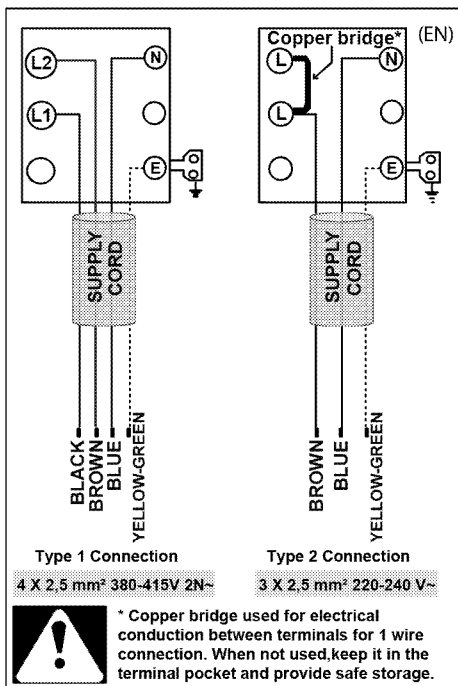 Copper bridge*
(EN)
L2
N
L1
E
SUPPLY
CORD
BLACK
BROWN
BLUE
YELLOW-GREEN
Type 1 Connection
4 X 2,5 mm² 380-415V 2N~
L
N
L
E
SUPPLY
CORD
BROWN
BLUE
YELLOW-GREEN
Type 2 Connection
3 X 2,5 mm² 220-240 V~
* Copper bridge used for electrical
conduction between terminals for 1 wire
connection. When not used,keep it in the
terminal pocket and provide safe storage.